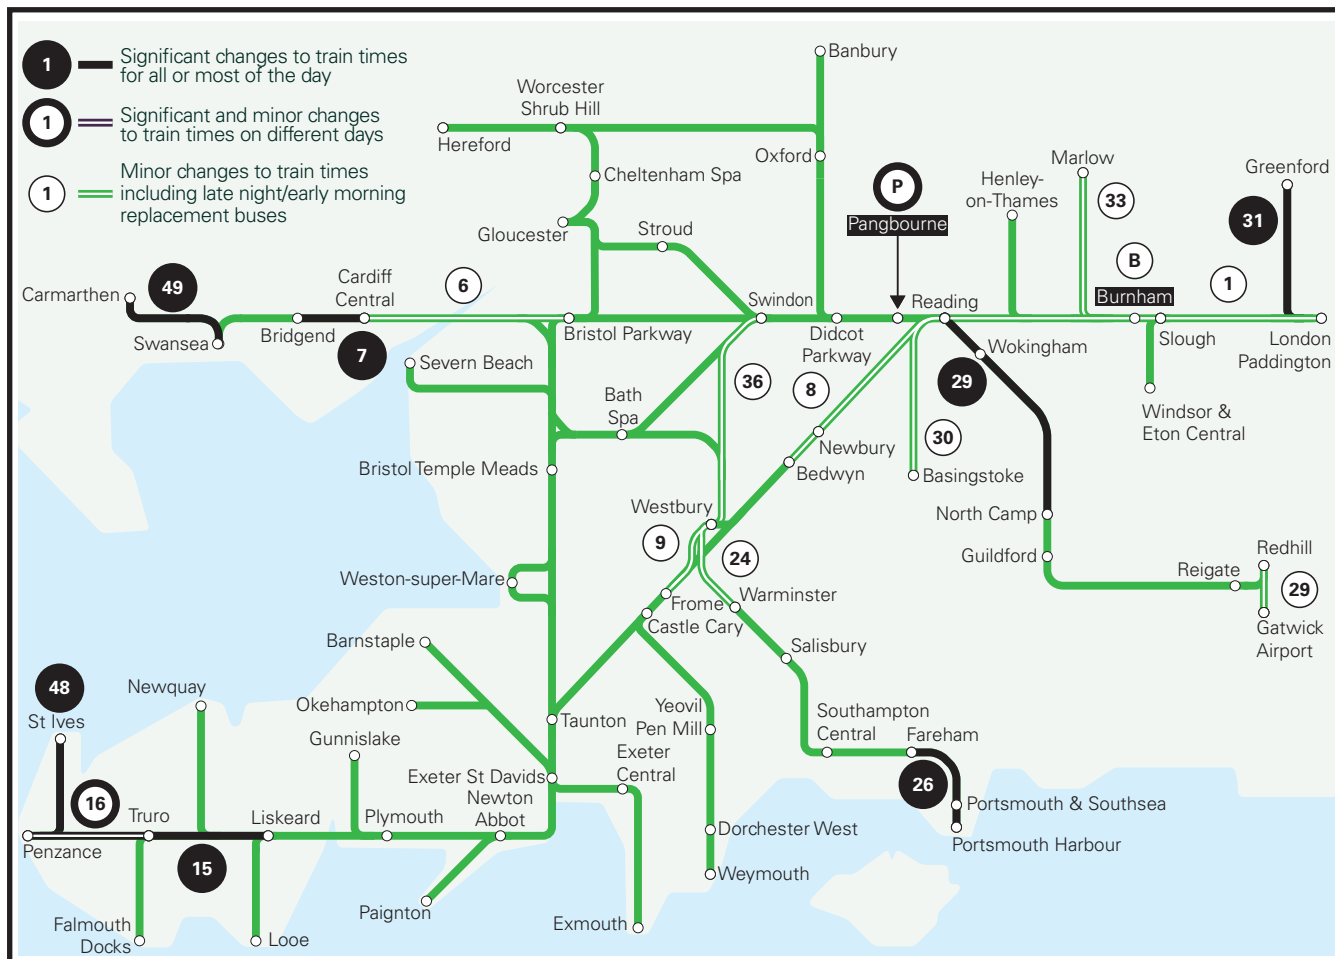 1
Significant changes to train times
for all or most of the day
1
Significant and minor changes
to train times on different days
1
Minor changes to train times
including late night/early morning
replacement buses
Banbury
Worcester
Shrub Hill
Hereford
Oxford
Cheltenham Spa
Gloucester
Stroud
P
Pangbourne
Henley-
on-Thames
Marlow
33
Greenford
31
B
Burnham
1
49
Carmarthen
Swansea
Bridgend
Cardiff
Central
7
6
Bristol Parkway
Swindon
Didcot
Parkway
Reading
Wokingham
29
Slough
London
Paddington
Windsor &
Eton Central
Severn Beach
Bath
Spa
36
8
Newbury
Bedwyn
30
Basingstoke
Bristol Temple Meads
Westbury
9
24
North Camp
Guildford
Reigate
Redhill
29
Gatwick
Airport
Weston-super-Mare
Frome
Castle Cary
Warminster
Salisbury
Barnstaple
Okehampton
Taunton
Yeovil
Pen Mill
Southampton
Central
Fareham
26
Portsmouth & Southsea
Portsmouth Harbour
48
St Ives
Newquay
Gunnislake
Exeter St Davids
Exeter
Central
Newton
Abbot
16
Truro
Liskeard
Plymouth
Penzance
15
Dorchester West
Weymouth
Falmouth
Docks
Looe
Paignton
Exmouth